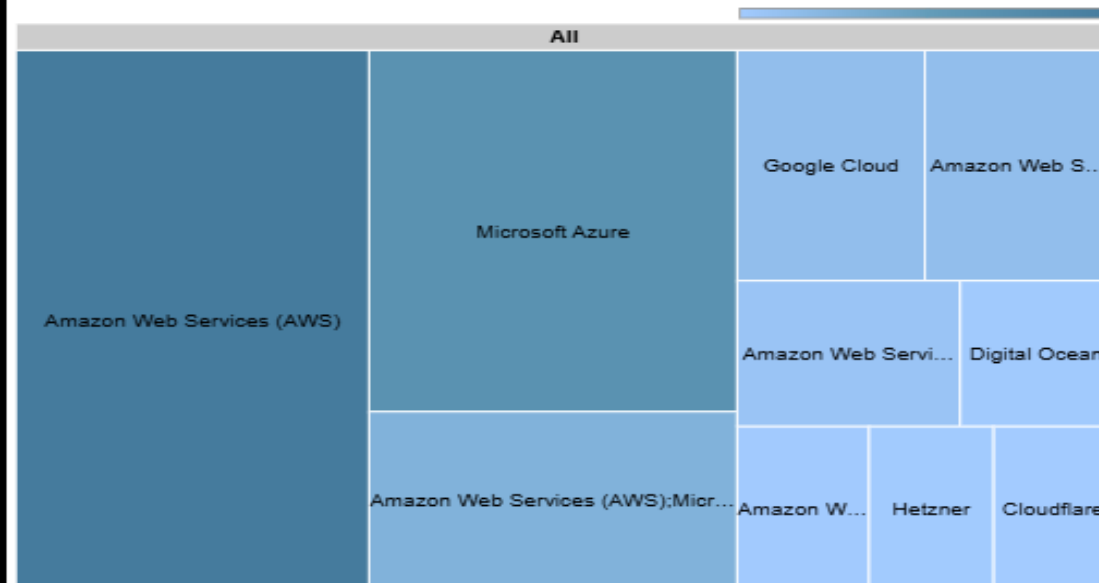 All
Amazon Web Services (AWS)
Microsoft Azure
Amazon Web Services (AWS);Micr...
Google Cloud
Amazon Web S...
Amazon Web Servi...
Digital Ocean
Amazon W...
Hetzner
Cloudflare